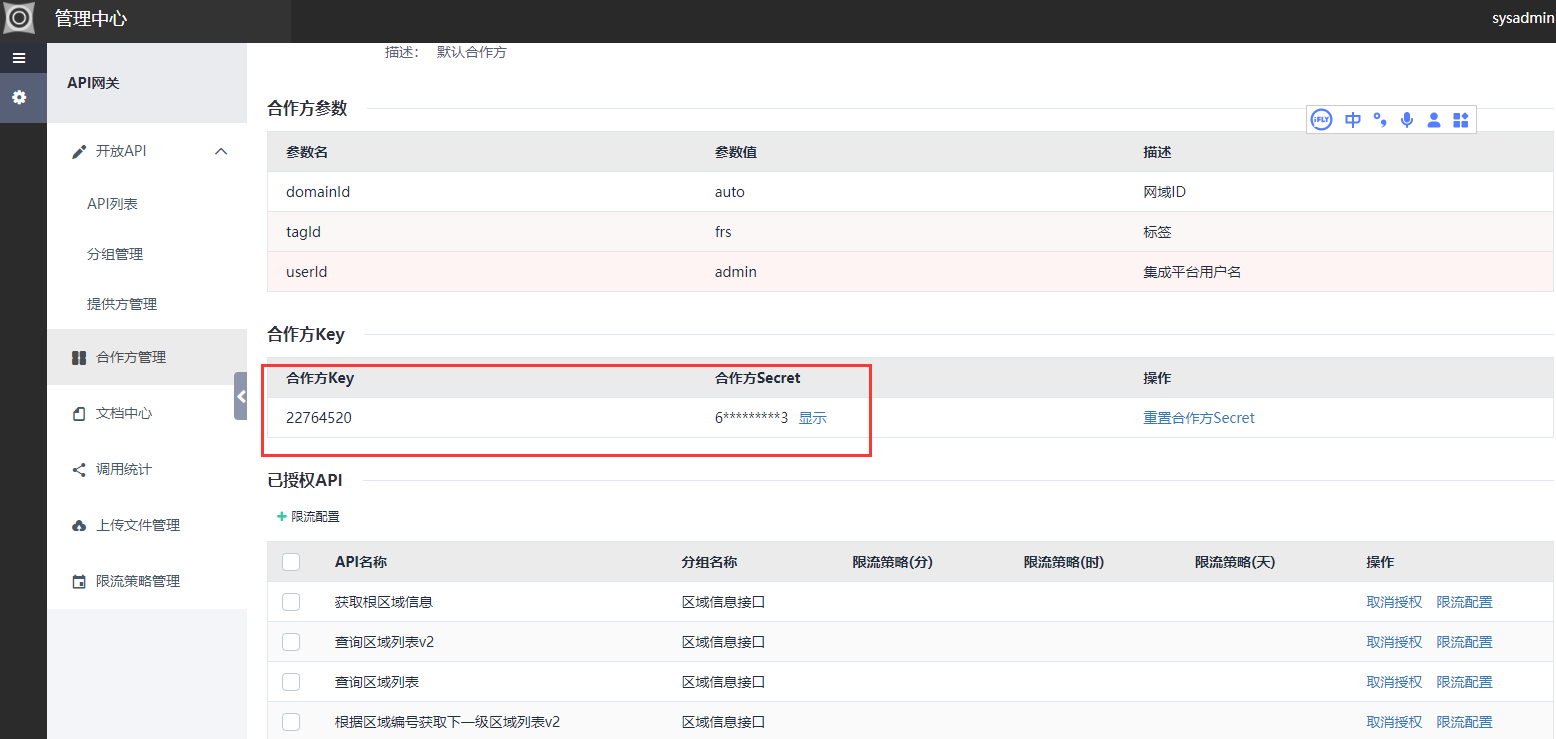 管理中心
sysadmin
描述： 默认合作方
API网关
合作方参数
iFLY 中
参数名 参数值 描述
开放API
domainId auto 网域ID
API列表
tagId frs 标签
分组管理
userId admin 集成平台用户名
提供方管理
合作方Key
合作方管理
合作方Key 合作方Secret 操作
文档中心
22764520 6*********3 显示 重置合作方Secret
调用统计
已授权API
限流配置
上传文件管理
API名称 分组名称 限流策略(分) 限流策略(时) 限流策略(天) 操作
限流策略管理
获取根区域信息 区域信息接口 取消授权 限流配置
查询区域列表v2 区域信息接口 取消授权 限流配置
查询区域列表 区域信息接口 取消授权 限流配置
根据区域编号获取下一级区域列表v2 区域信息接口 取消授权 限流配置